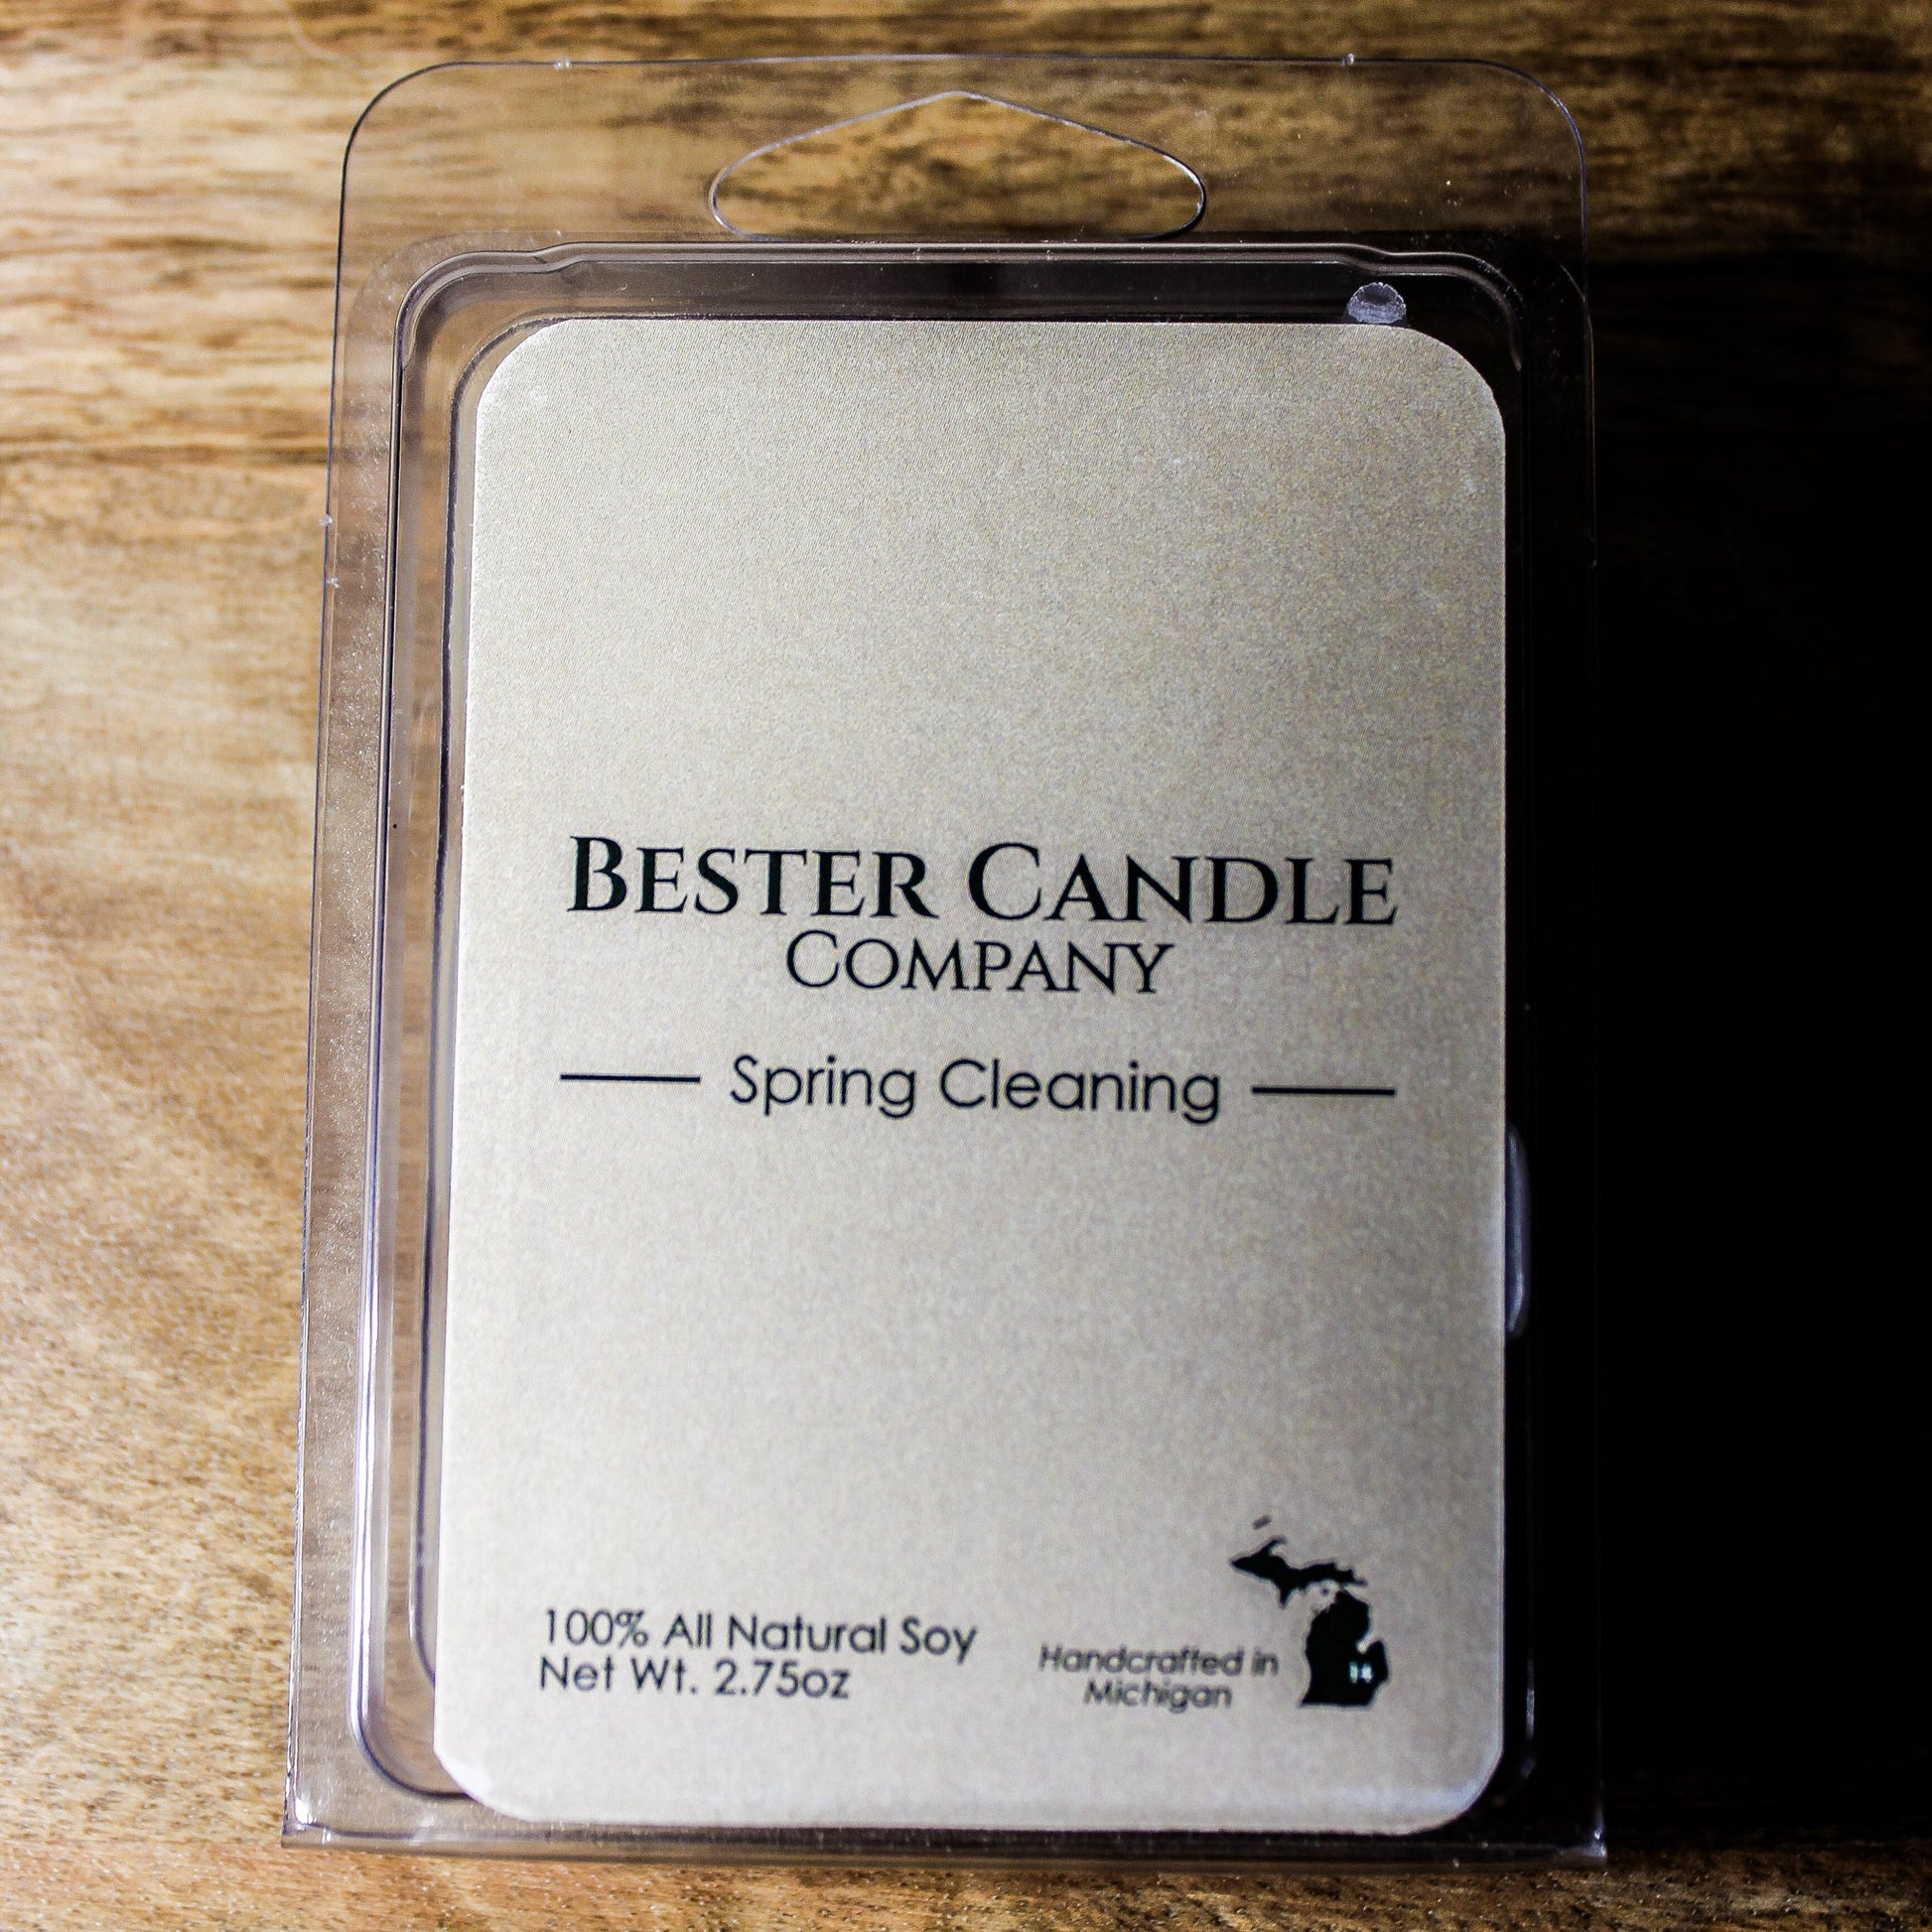 BESTER CANDLE
COMPANY
Spring Cleaning
100% All Natural Soy
Net Wt. 2.75oz
Handcrafted in
Michigan